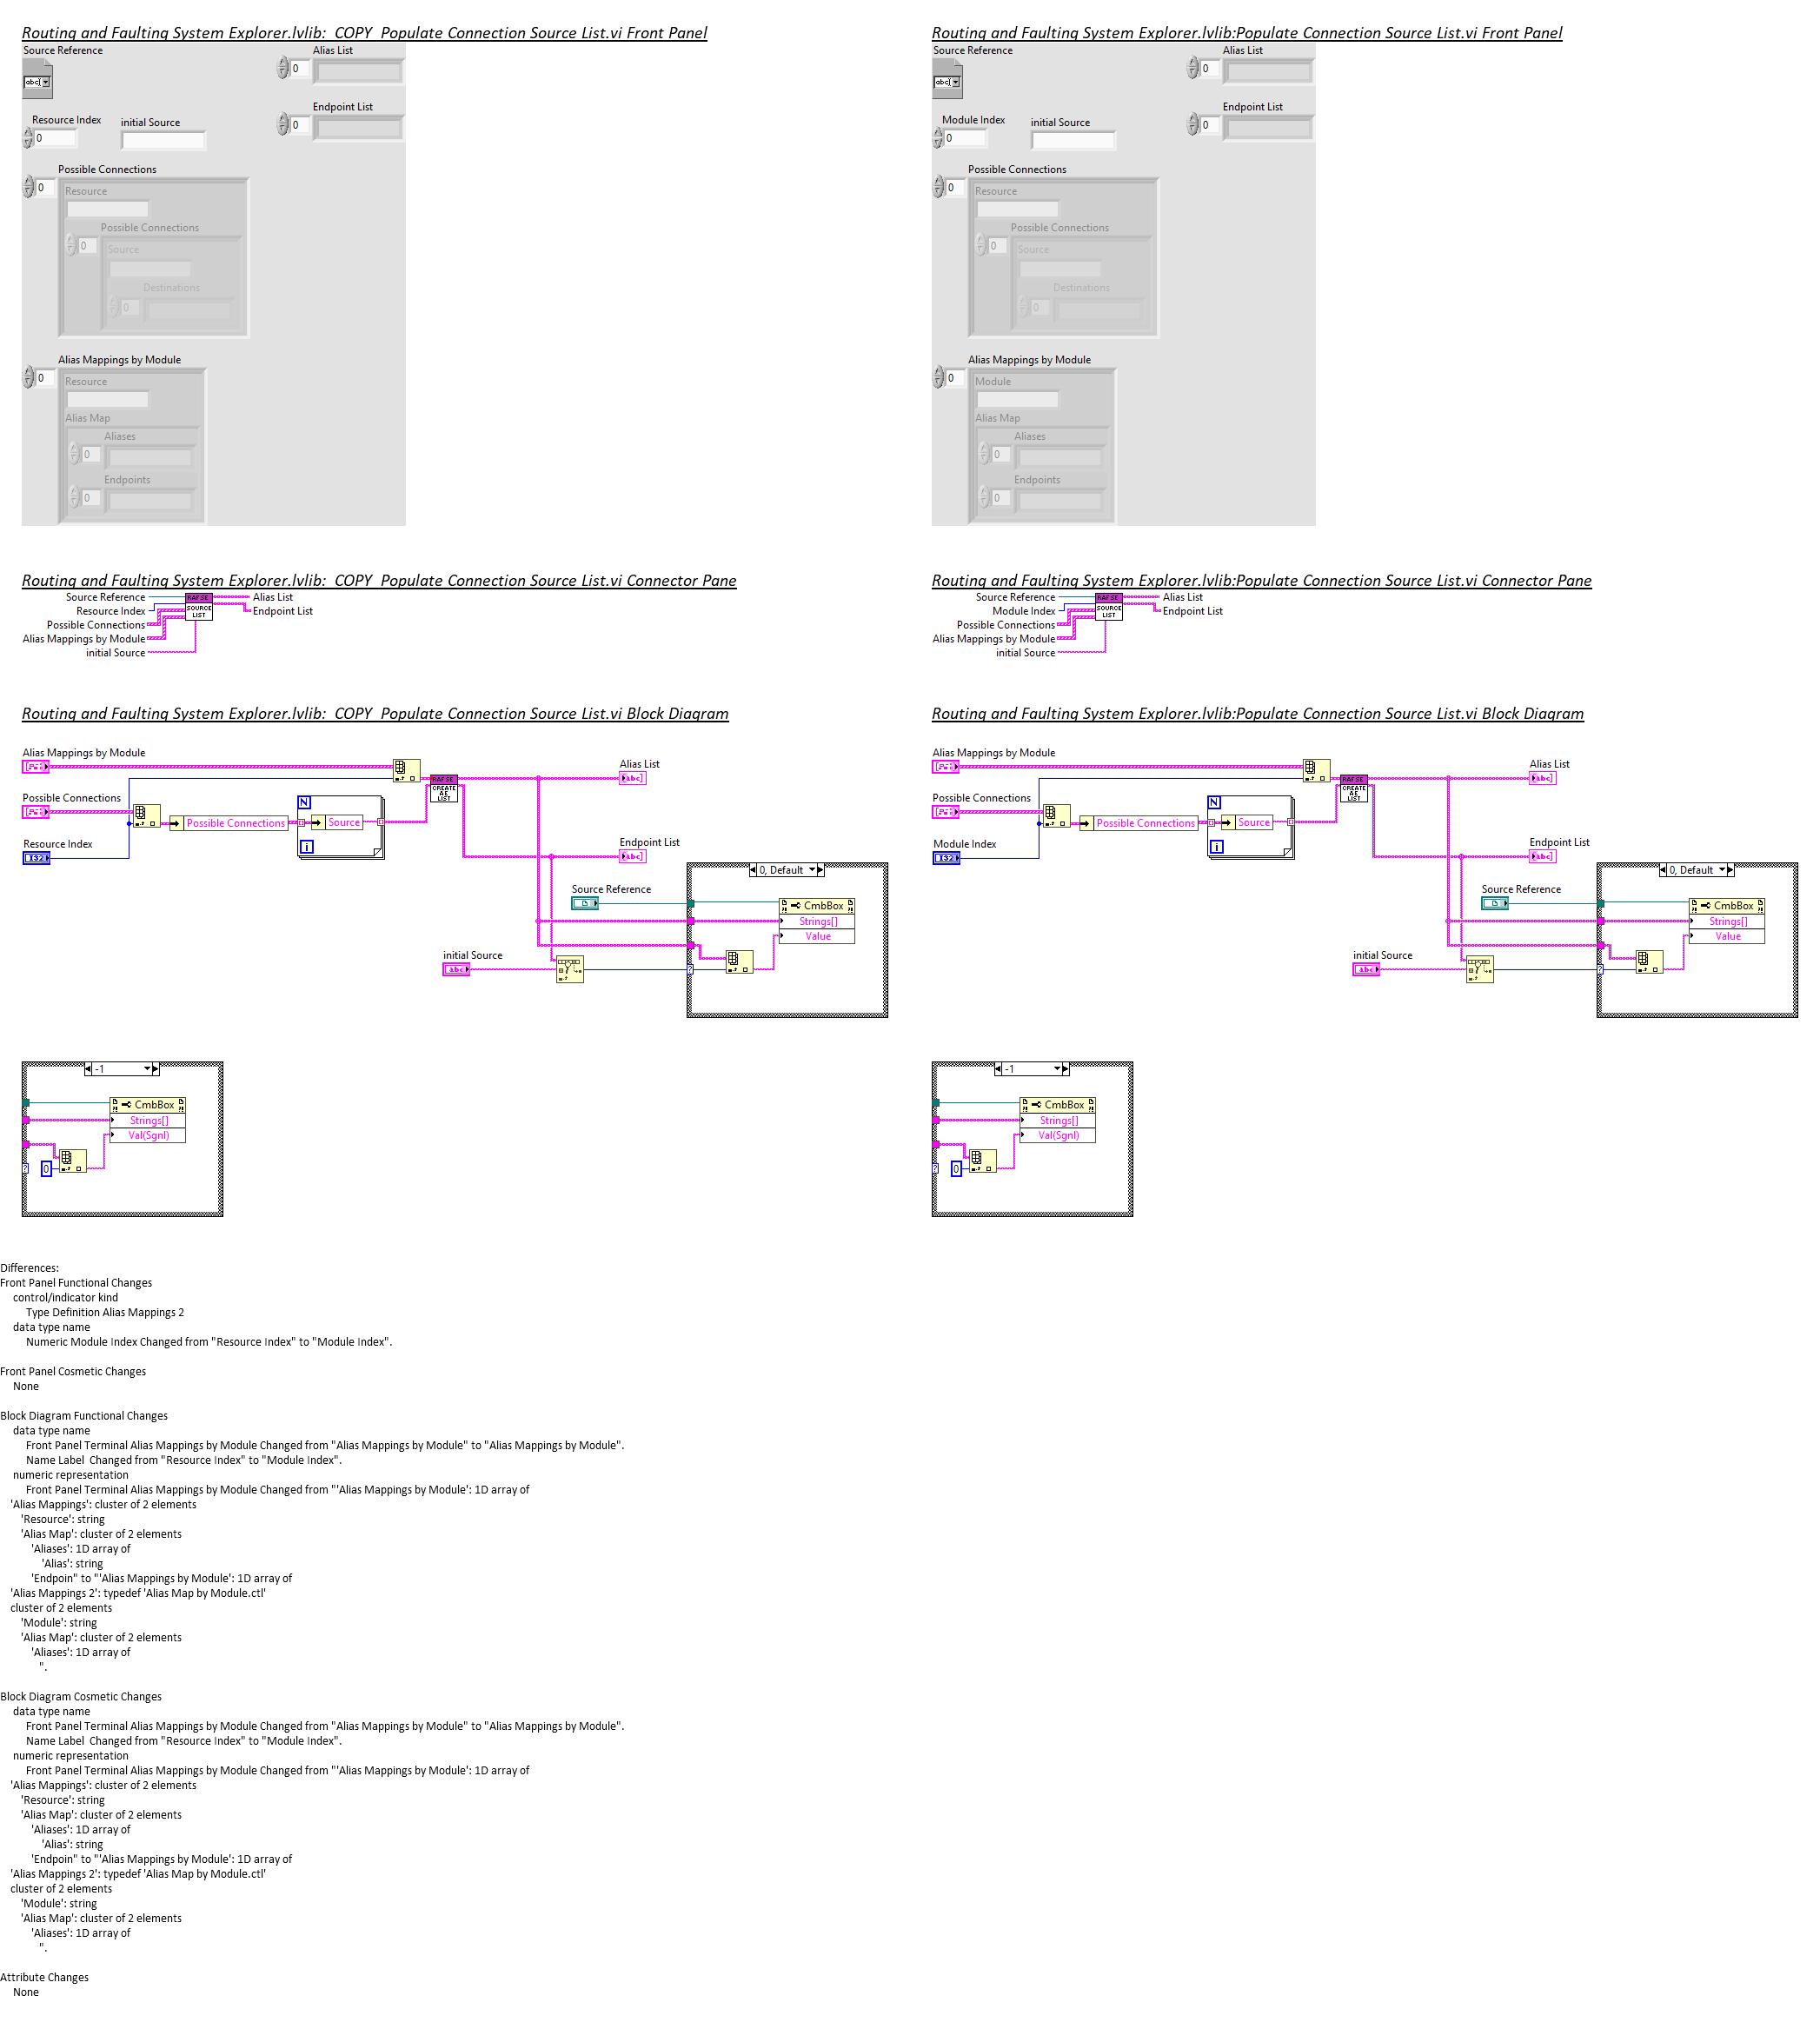 Routing and Faulting System Explorer.lvlib:_COPY_Populate Connection Source List.vi Front Panel
Source Reference
Alias List
abc
0
Endpoint List
Resource Index
initial Source
0
0
Possible Connections
0
Resource
Possible Connections
0
Source
Destinations
0
Alias Mappings by Module
0
Resource
Alias Map
Aliases
0
Endpoints
0
Routing and Faulting System Explorer.lvlib:Populate Connection Source List.vi Front Panel
Source Reference
Alias List
abc
0
Endpoint List
Module Index
initial Source
0
0
Possible Connections
0
Resource
Possible Connections
0
Source
Destinations
0
Alias Mappings by Module
0
Module
Alias Map
Aliases
0
Endpoints
0
Routing and Faulting System Explorer.lvlib:_COPY_Populate Connection Source List.vi Connector Pane
Source Reference
Resource Index
Possible Connections
Alias Mappings by Module
initial Source
RAF SE
SOURCE
LIST
Alias List
Endpoint List
Routing and Faulting System Explorer.lvlib:Populate Connection Source List.vi Connector Pane
Source Reference
Module Index
Possible Connections
Alias Mappings by Module
initial Source
RAF SE
SOURCE
LIST
Alias List
Endpoint List
Routing and Faulting System Explorer.lvlib:_COPY_Populate Connection Source List.vi Block Diagram
Alias Mappings by Module
Alias List
abc]
RAF SE
CREATE
A&E
LIST
Possible Connections
N
Possible Connections
Source
i
Resource Index
I32
Endpoint List
abc]
0, Default
Source Reference
CmbBox
Strings[]
Value
initial Source
abc
?
-1
CmbBox
Strings[]
Val(Sgnl)
?
0
Routing and Faulting System Explorer.lvlib:Populate Connection Source List.vi Block Diagram
Alias Mappings by Module
Alias List
abc]
RAF SE
CREATE
A&E
LIST
Possible Connections
N
Possible Connections
Source
i
Module Index
I32
Endpoint List
abc]
0, Default
Source Reference
CmbBox
Strings[]
Value
initial Source
abc
?
-1
CmbBox
Strings[]
Val(Sgnl)
?
0
Differences:
Front Panel Functional Changes
control/indicator kind
Type Definition Alias Mappings 2
data type name
Numeric Module Index Changed from "Resource Index" to "Module Index".
Front Panel Cosmetic Changes
None
Block Diagram Functional Changes
data type name
Front Panel Terminal Alias Mappings by Module Changed from "Alias Mappings by Module" to "Alias Mappings by Module".
Name Label  Changed from "Resource Index" to "Module Index".
numeric representation
Front Panel Terminal Alias Mappings by Module Changed from "'Alias Mappings by Module': 1D array of
'Alias Mappings': cluster of 2 elements
'Resource': string
'Alias Map': cluster of 2 elements
'Aliases': 1D array of
'Alias': string
'Endpoin" to "'Alias Mappings by Module': 1D array of
'Alias Mappings 2': typedef 'Alias Map by Module.ctl'
cluster of 2 elements
'Module': string
'Alias Map': cluster of 2 elements
'Aliases': 1D array of
".
Block Diagram Cosmetic Changes
data type name
Front Panel Terminal Alias Mappings by Module Changed from "Alias Mappings by Module" to "Alias Mappings by Module".
Name Label  Changed from "Resource Index" to "Module Index".
numeric representation
Front Panel Terminal Alias Mappings by Module Changed from "'Alias Mappings by Module': 1D array of
'Alias Mappings': cluster of 2 elements
'Resource': string
'Alias Map': cluster of 2 elements
'Aliases': 1D array of
'Alias': string
'Endpoin" to "'Alias Mappings by Module': 1D array of
'Alias Mappings 2': typedef 'Alias Map by Module.ctl'
cluster of 2 elements
'Module': string
'Alias Map': cluster of 2 elements
'Aliases': 1D array of
".
Attribute Changes
None